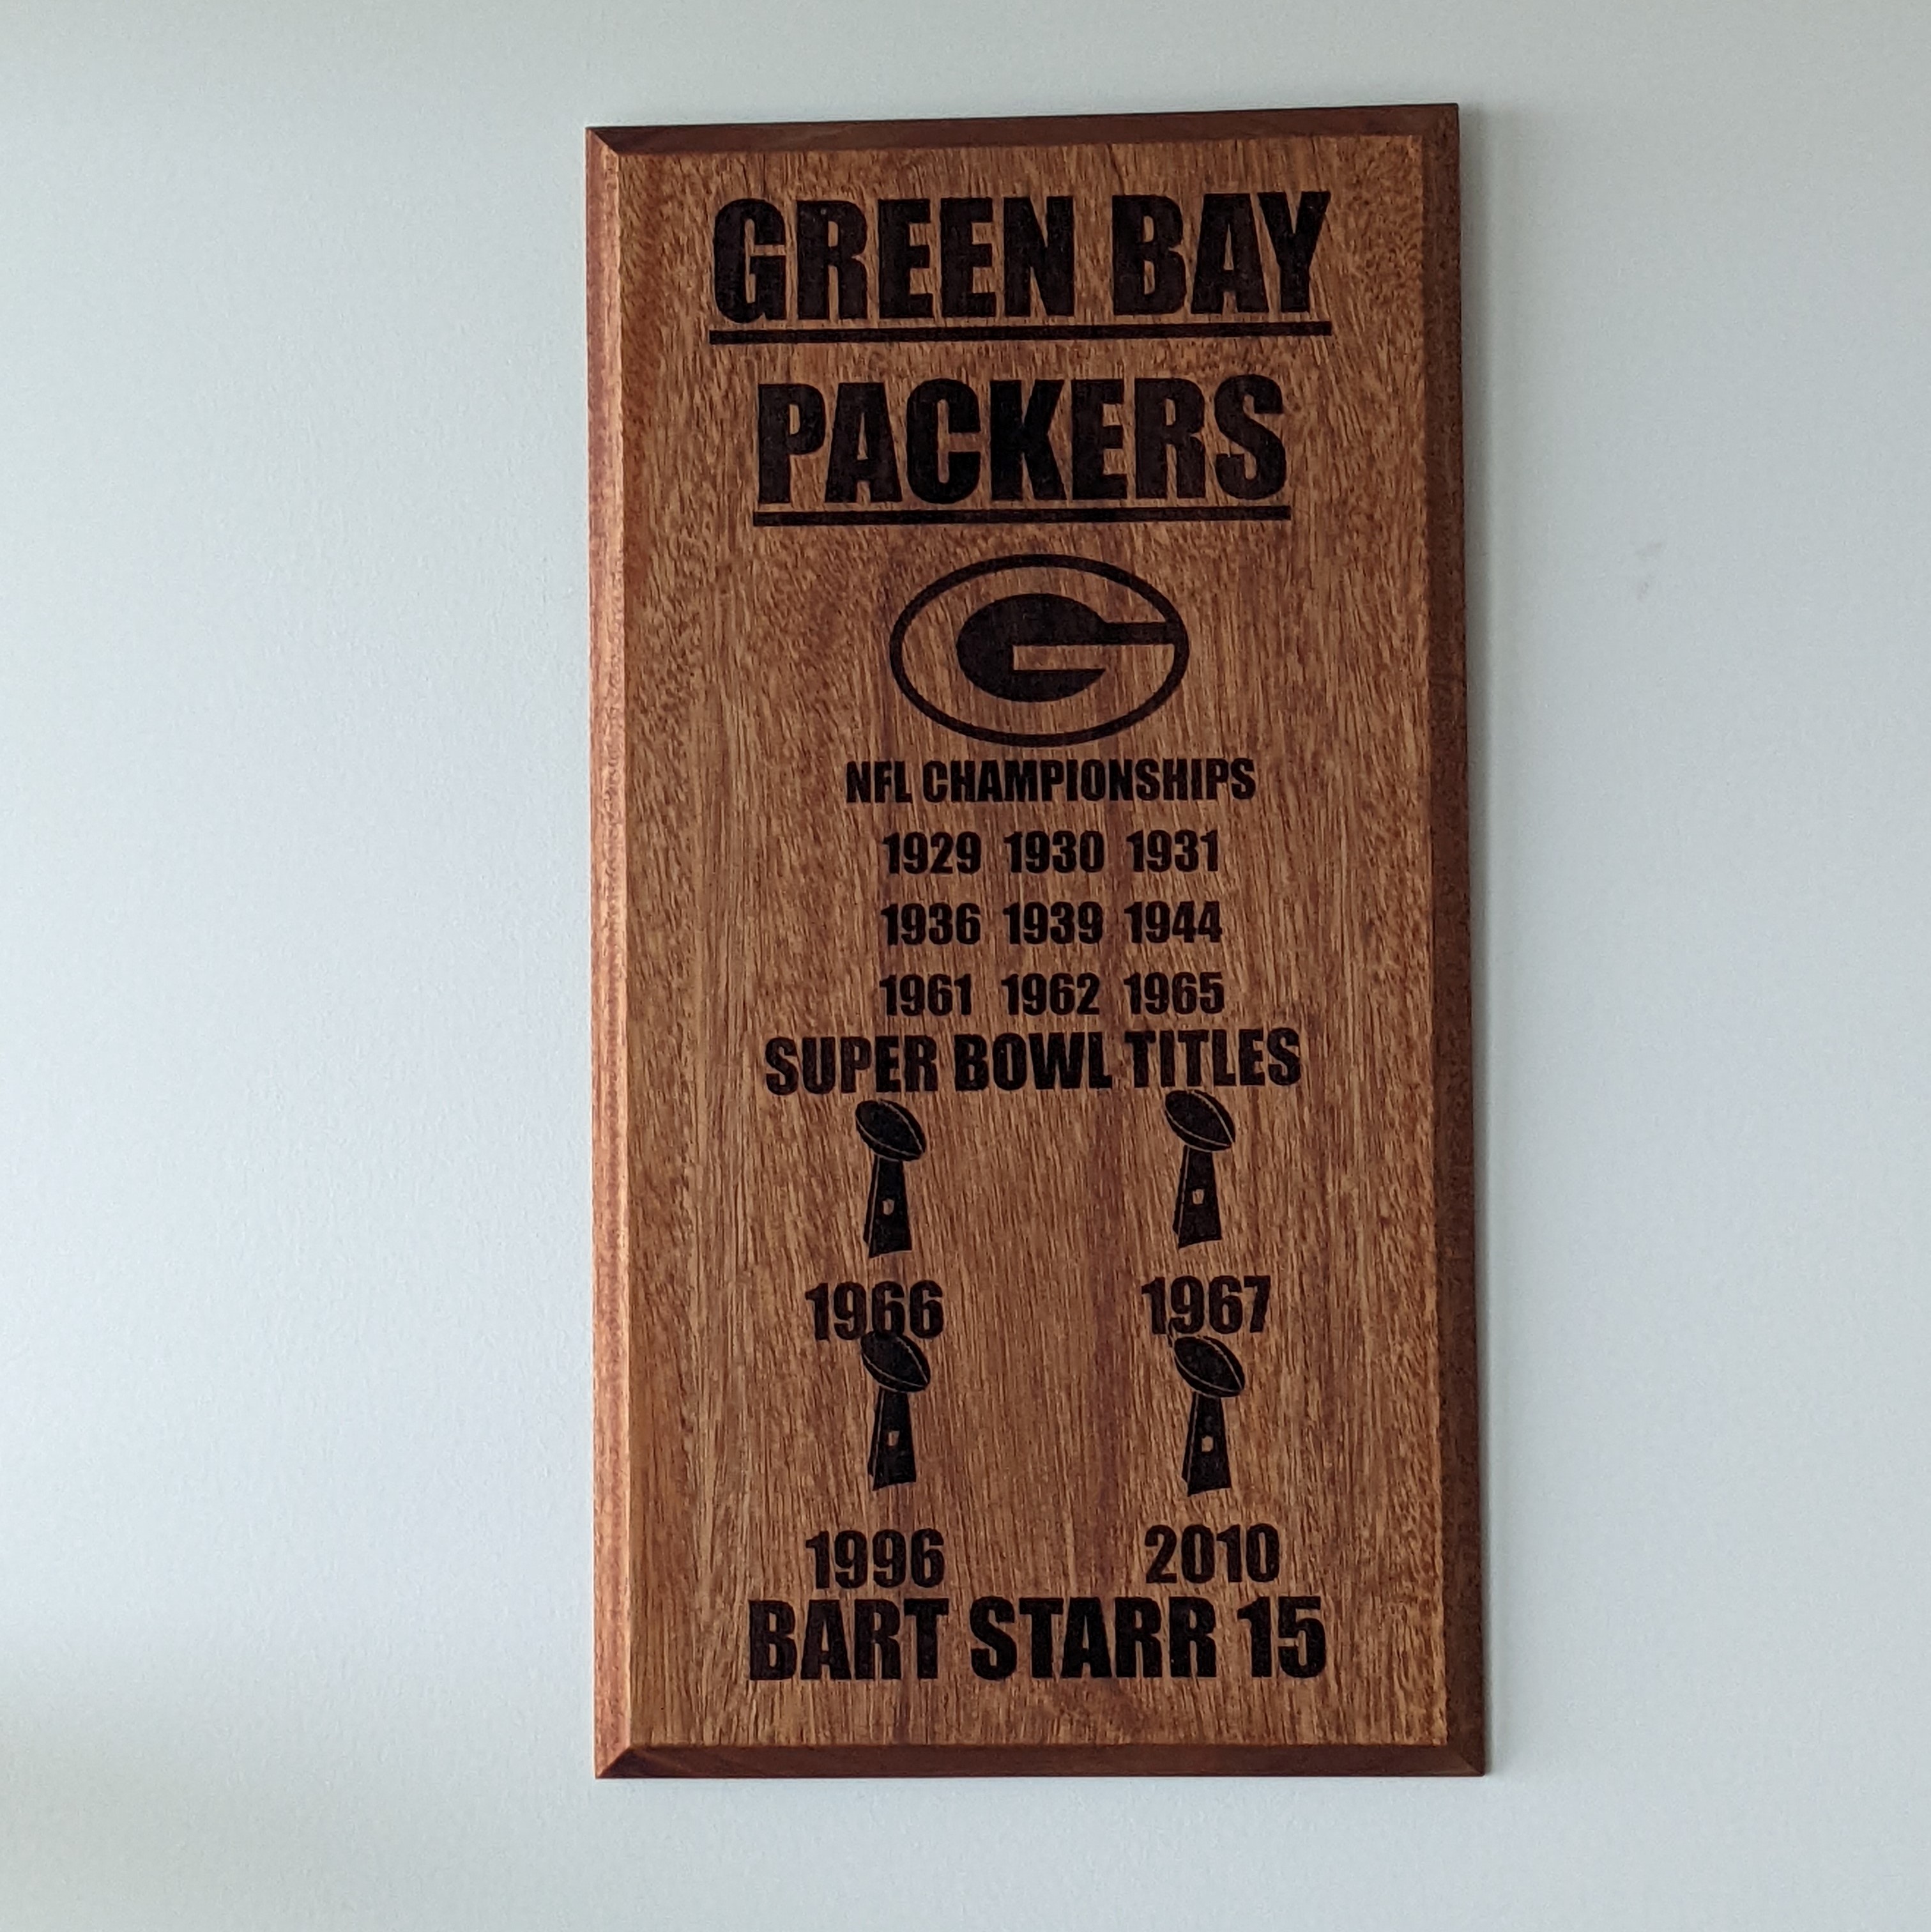 GREEN BAY
PACKERS
G
NFL CHAMPIONSHIPS
1929 1930 1931
1936 1939 1944
1961 1962 1965
SUPER BOWL TITLES
1966 1967
1996 2010
BART STARR 15